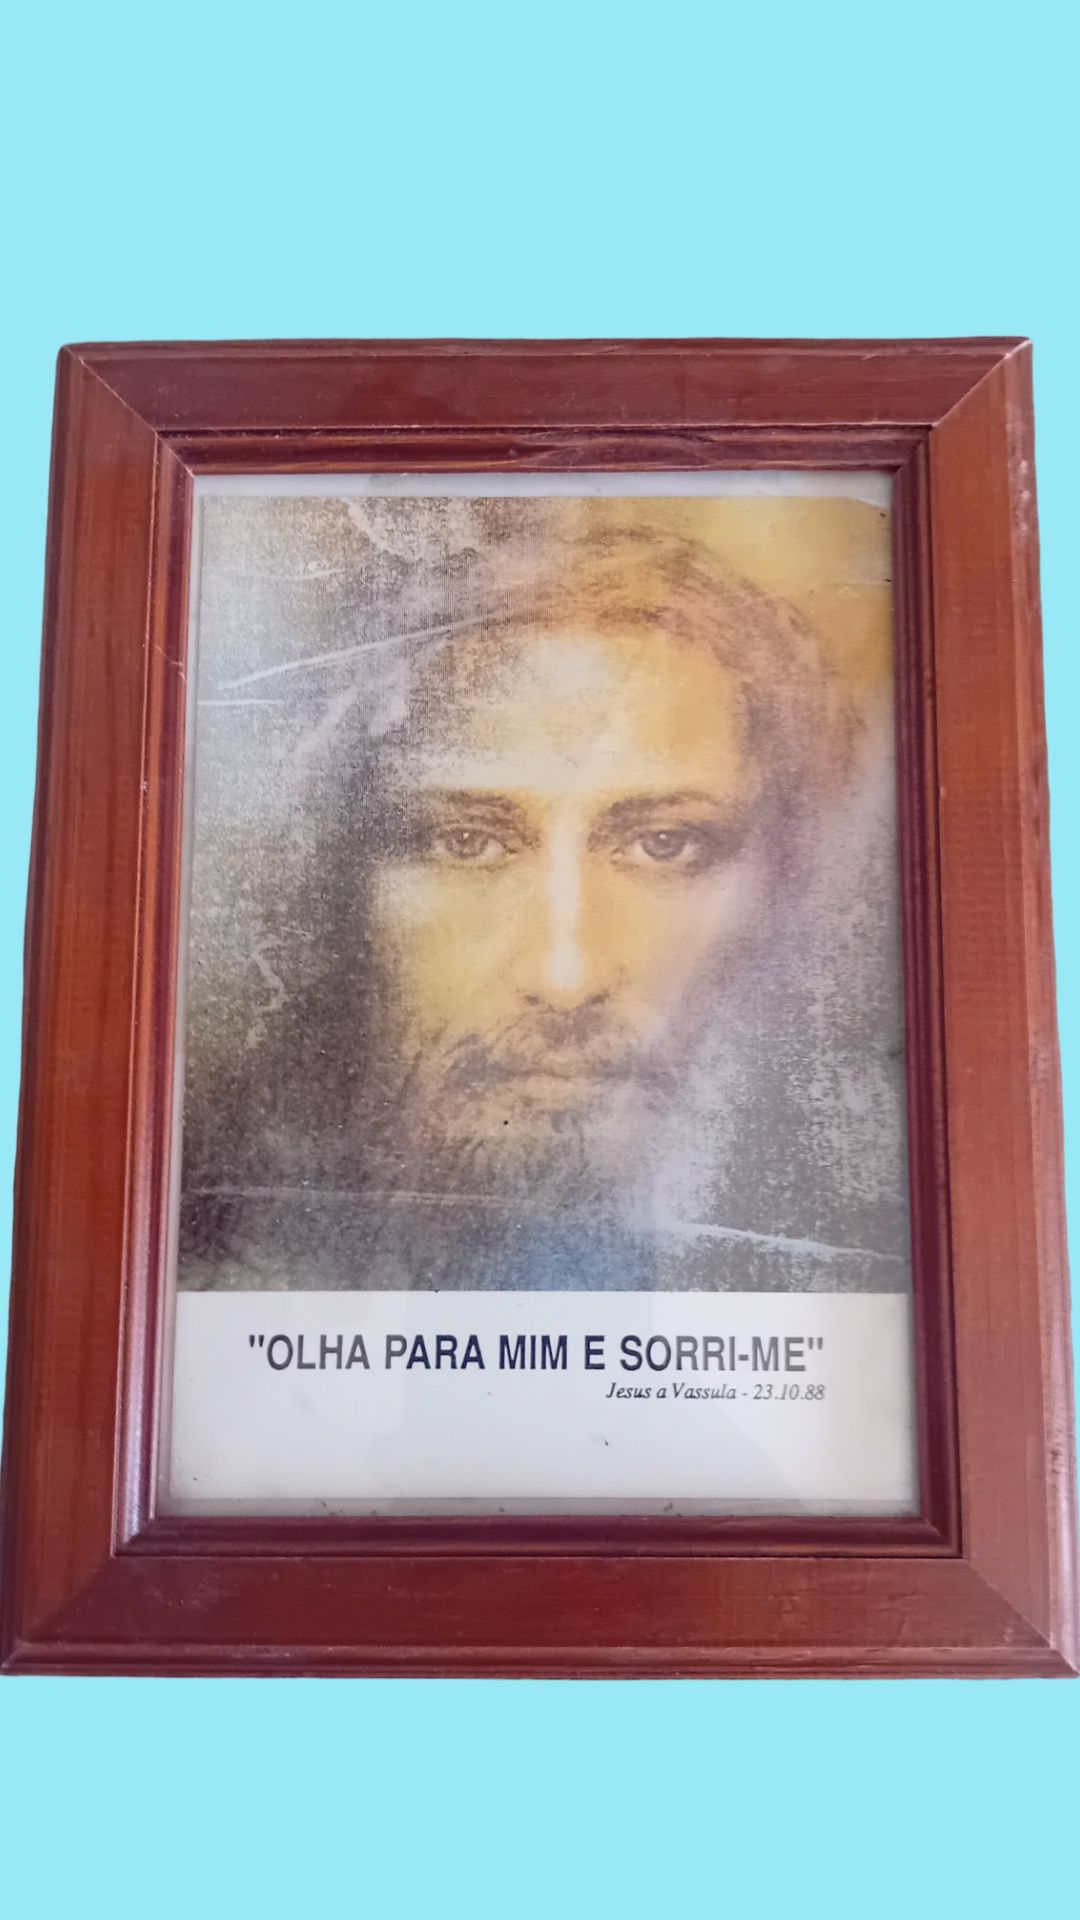 "OLHA PARA MIM E SORRI-ME"
Jesus a Vassula - 23.10.88